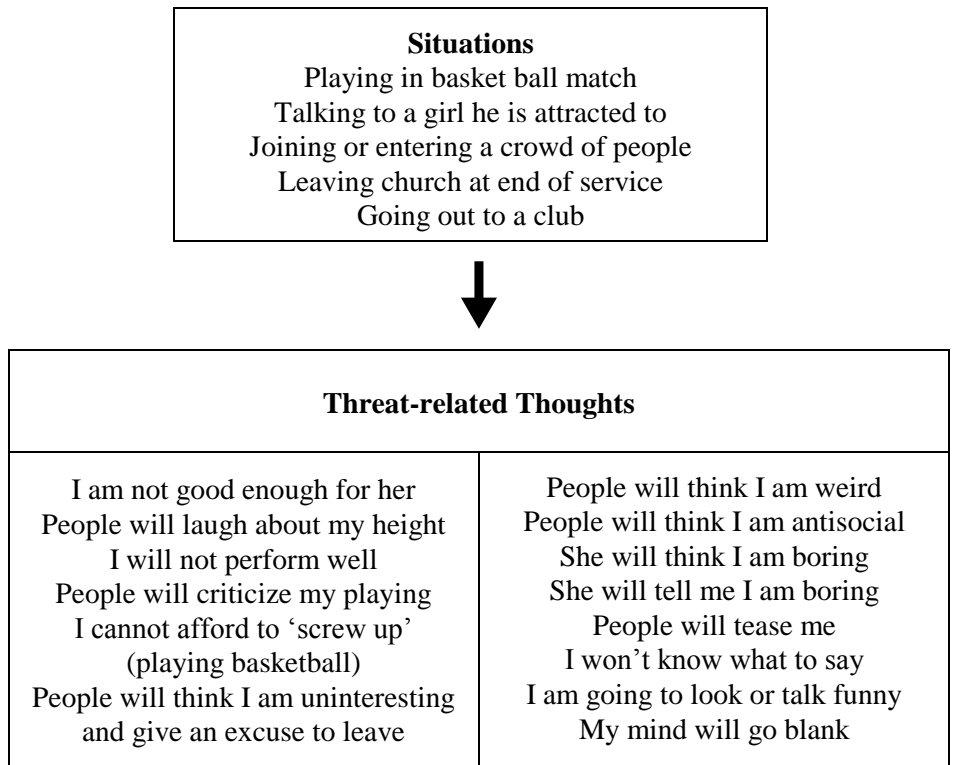 Situations
Playing in basket ball match
Talking to a girl he is attracted to
Joining or entering a crowd of people
Leaving church at end of service
Going out to a club
Threat-related Thoughts
I am not good enough for her
People will laugh about my height
I will not perform well
People will criticize my playing
I cannot afford to ‘screw up’
(playing basketball)
People will think I am uninteresting
and give an excuse to leave
People will think I am weird
People will think I am antisocial
She will think I am boring
She will tell me I am boring
People will tease me
I won’t know what to say
I am going to look or talk funny
My mind will go blank